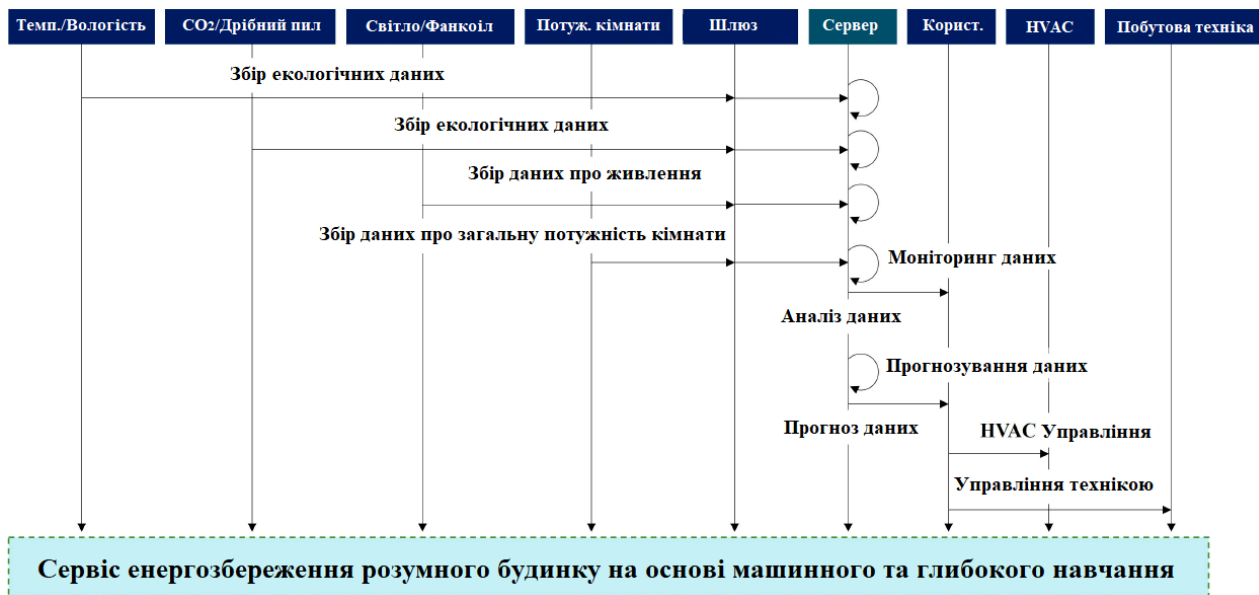 Темп./Вологість
CO2/Дрібний пил
Світло/Фанкоіл
Потуж. кімнати
Шлюз
Сервер
Корист.
HVAC
Побутова техніка
Збір екологічних даних
Збір екологічних даних
Збір даних про живлення
Збір даних про загальну потужність кімнати
Моніторинг даних
Аналіз даних
Прогнозування даних
Прогноз даних
HVAC Управління
Управління технікою
Сервіс енергозбереження розумного будинку на основі машинного та глибокого навчання